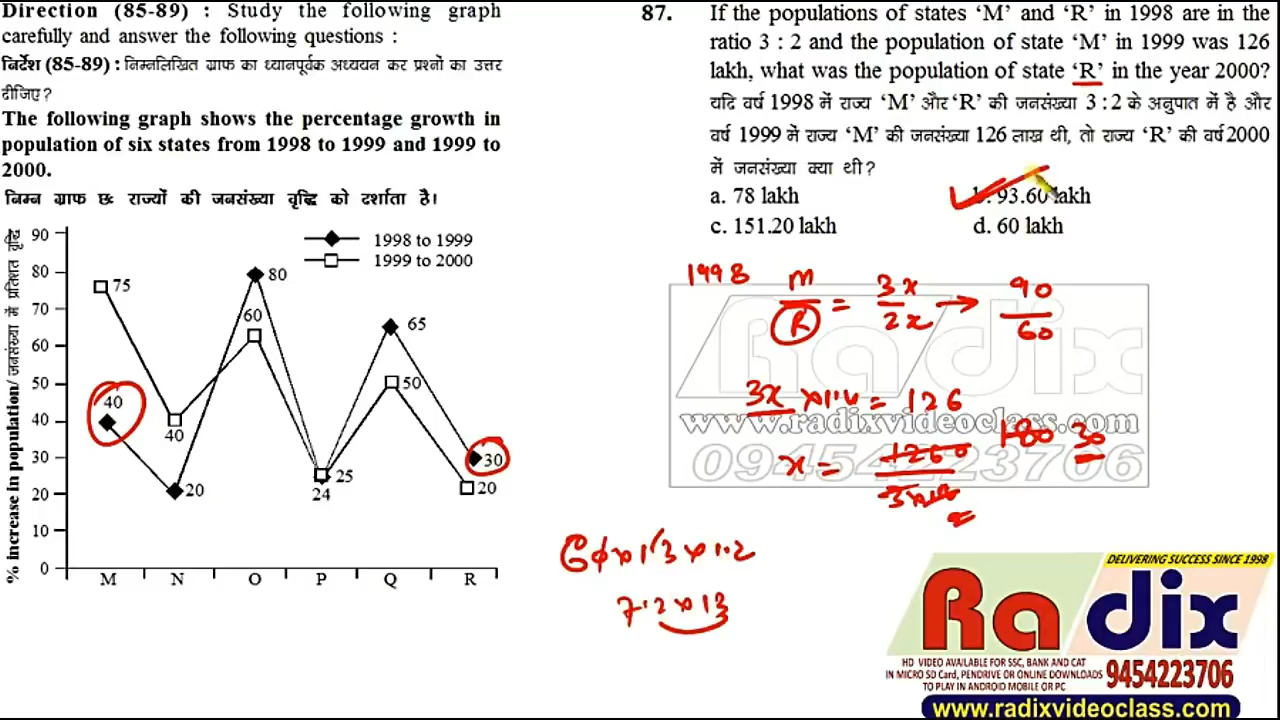 Direction (85-89) : Study the following graph
carefully and answer the following questions :
निर्देश (85-89) : निम्नलिखित ग्राफ का ध्यानपूर्वक अध्ययन कर प्रश्नों का उत्तर
दीजिए?
The following graph shows the percentage growth in
population of six states from 1998 to 1999 and 1999 to
2000.
निम्न ग्राफ छः राज्यों की जनसंख्या वृद्धि को दर्शाता है।
% increase in population/ जनसंख्या में प्रतिशत वृद्धि
90
80
70
60
50
40
30
20
10
0
1998 to 1999
1999 to 2000
75
40
40
20
80
60
25
24
65
50
30
20
M N O P Q R
87. If the populations of states ‘M’ and ‘R’ in 1998 are in the
ratio 3 : 2 and the population of state ‘M’ in 1999 was 126
lakh, what was the population of state ‘R’ in the year 2000?
यदि वर्ष 1998 में राज्य ‘M’ और ‘R’ की जनसंख्या 3 : 2 के अनुपात में है और
वर्ष 1999 में राज्य ‘M’ की जनसंख्या 126 लाख थी, तो राज्य ‘R’ की वर्ष 2000
में जनसंख्या क्या थी?
a. 78 lakh b. 93.60 lakh
c. 151.20 lakh d. 60 lakh
1998 M/R = 3x/2x → 90/60
3x × 1.4 = 126
180 30
x = 1260
60 × 1.3 × 1.2
7.2 × 13
Radix
www.radixvideoclass.com
09454223706
DELIVERING SUCCESS SINCE 1998
Radix
HD VIDEO AVAILABLE FOR SSC, BANK AND CAT
IN MICRO SD Card, PENDRIVE OR ONLINE DOWNLOADS
TO PLAY IN ANDROID MOBILE OR PC
9454223706
www.radixvideoclass.com